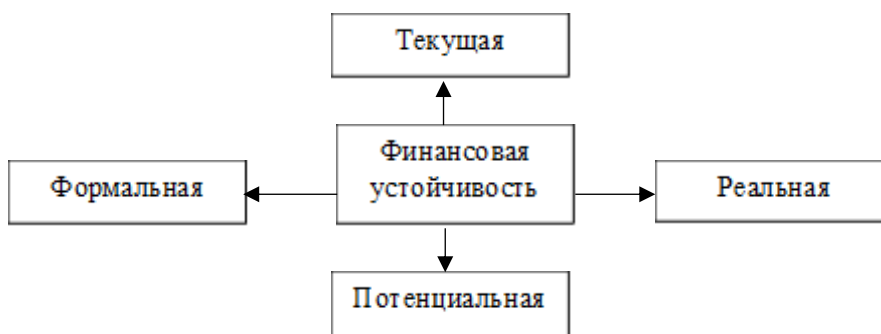 Текущая
Финансовая
устойчивость
Формальная
Реальная
Потенциальная